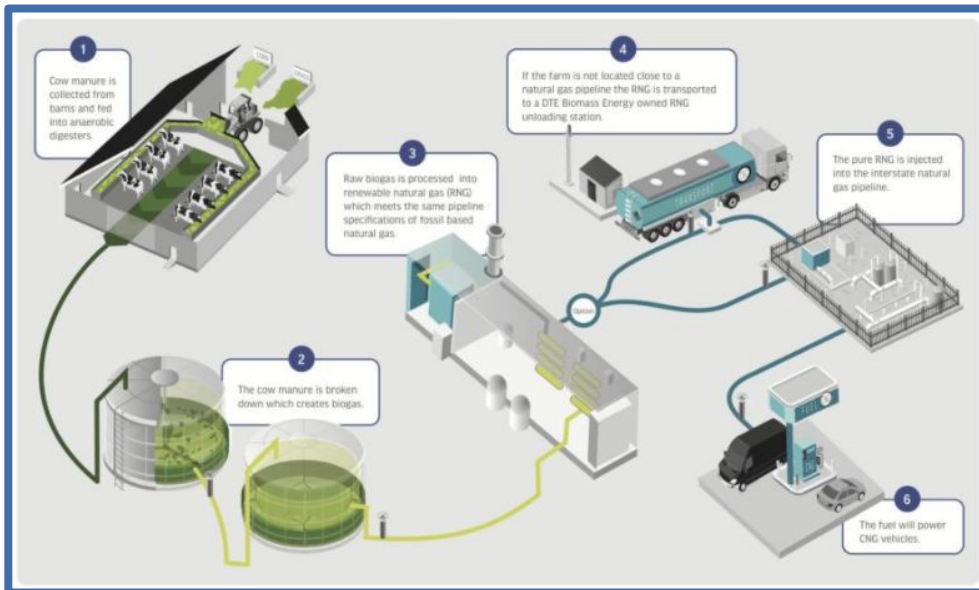 1
Cow manure is
collected from
barns and fed
into anaerobic
digesters.
2
The cow manure is broken
down which creates biogas.
3
Raw biogas is processed into
renewable natural gas (RNG)
which meets the same pipeline
specifications of fossil based
natural gas.
4
If the farm is not located close to a
natural gas pipeline the RNG is transported
to a DTE Biomass Energy owned RNG
unloading station.
TRANSPORT
Option
5
The pure RNG is injected
into the interstate natural
gas pipeline.
FUEL
6
The fuel will power
CNG vehicles.